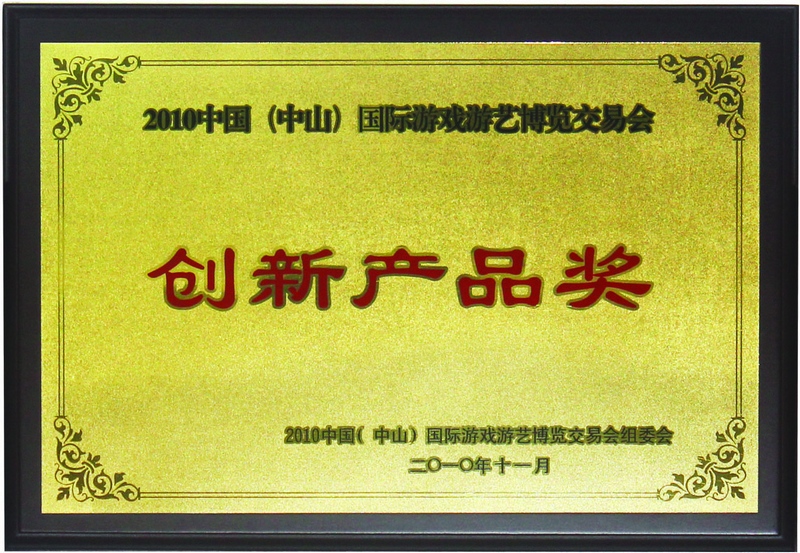 2010中国（中山）国际游戏游艺博览交易会
创新产品奖
2010中国（中山）国际游戏游艺博览交易会组委会
二〇一〇年十一月